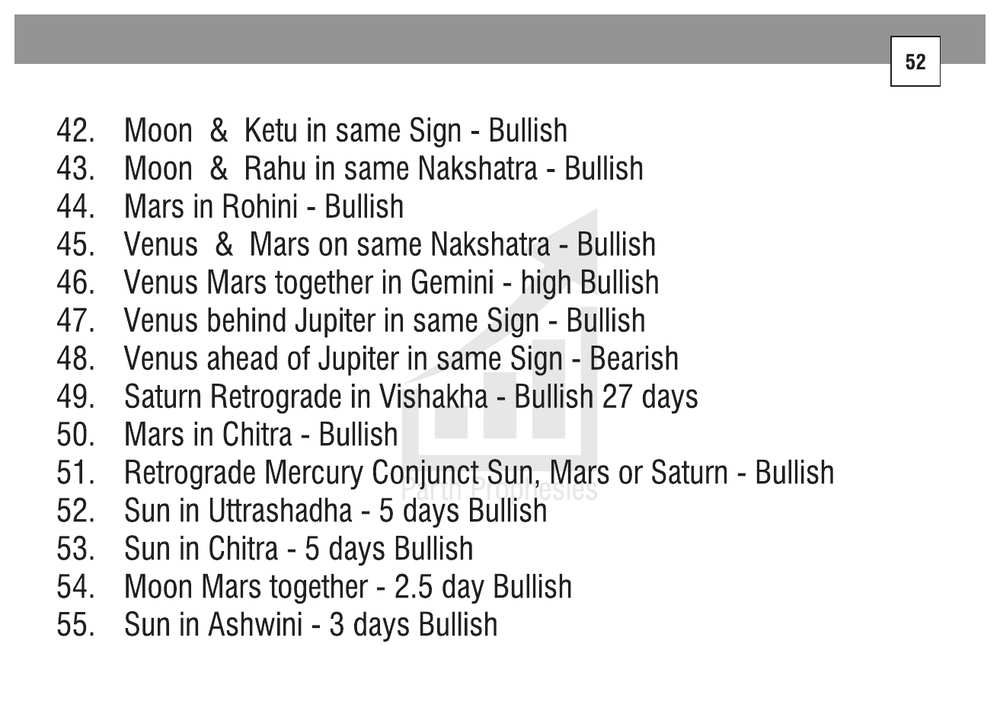 52
42. Moon & Ketu in same Sign - Bullish
43. Moon & Rahu in same Nakshatra - Bullish
44. Mars in Rohini - Bullish
45. Venus & Mars on same Nakshatra - Bullish
46. Venus Mars together in Gemini - high Bullish
47. Venus behind Jupiter in same Sign - Bullish
48. Venus ahead of Jupiter in same Sign - Bearish
49. Saturn Retrograde in Vishakha - Bullish 27 days
50. Mars in Chitra - Bullish
51. Retrograde Mercury Conjunct Sun, Mars or Saturn - Bullish
Parth Prophesies
52. Sun in Uttrashadha - 5 days Bullish
53. Sun in Chitra - 5 days Bullish
54. Moon Mars together - 2.5 day Bullish
55. Sun in Ashwini - 3 days Bullish